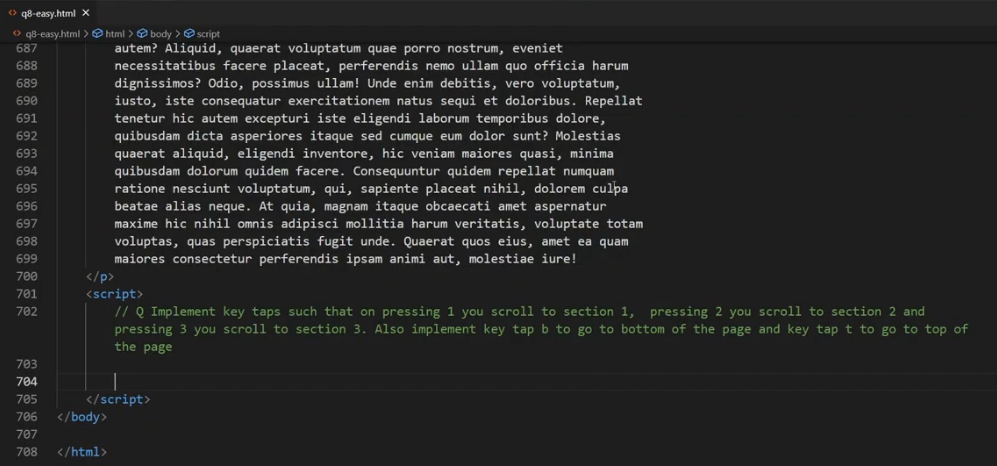 q8-easy.html
q8-easy.html > html > body > script
687 autem? Aliquid, quaerat voluptatum quae porro nostrum, eveniet
688 necessitatibus facere placeat, perferendis nemo ullam quo officia harum
689 dignissimos? Odio, possimus ullam! Unde enim debitis, vero voluptatum,
690 iusto, iste consequatur exercitationem natus sequi et doloribus. Repellat
691 tenetur hic autem excepturi iste eligendi laborum temporibus dolore,
692 quibusdam dicta asperiores itaque sed cumque eum dolor sunt? Molestias
693 quaerat aliquid, eligendi inventore, hic veniam maiores quasi, minima
694 quibusdam dolorum quidem facere. Consequuntur quidem repellat numquam
695 ratione nesciunt voluptatum, qui, sapiente placeat nihil, dolorem culpa
696 beatae alias neque. At quia, magnam itaque obcaecati amet aspernatur
697 maxime hic nihil omnis adipisci mollitia harum veritatis, voluptate totam
698 voluptas, quas perspiciatis fugit unde. Quaerat quos eius, amet ea quam
699 maiores consectetur perferendis ipsam animi aut, molestiae iure!
700 </p>
701 <script>
702 // Q Implement key taps such that on pressing 1 you scroll to section 1,  pressing 2 you scroll to section 2 and
pressing 3 you scroll to section 3. Also implement key tap b to go to bottom of the page and key tap t to go to top of
the page
703
704
705 </script>
706 </body>
707
708 </html>